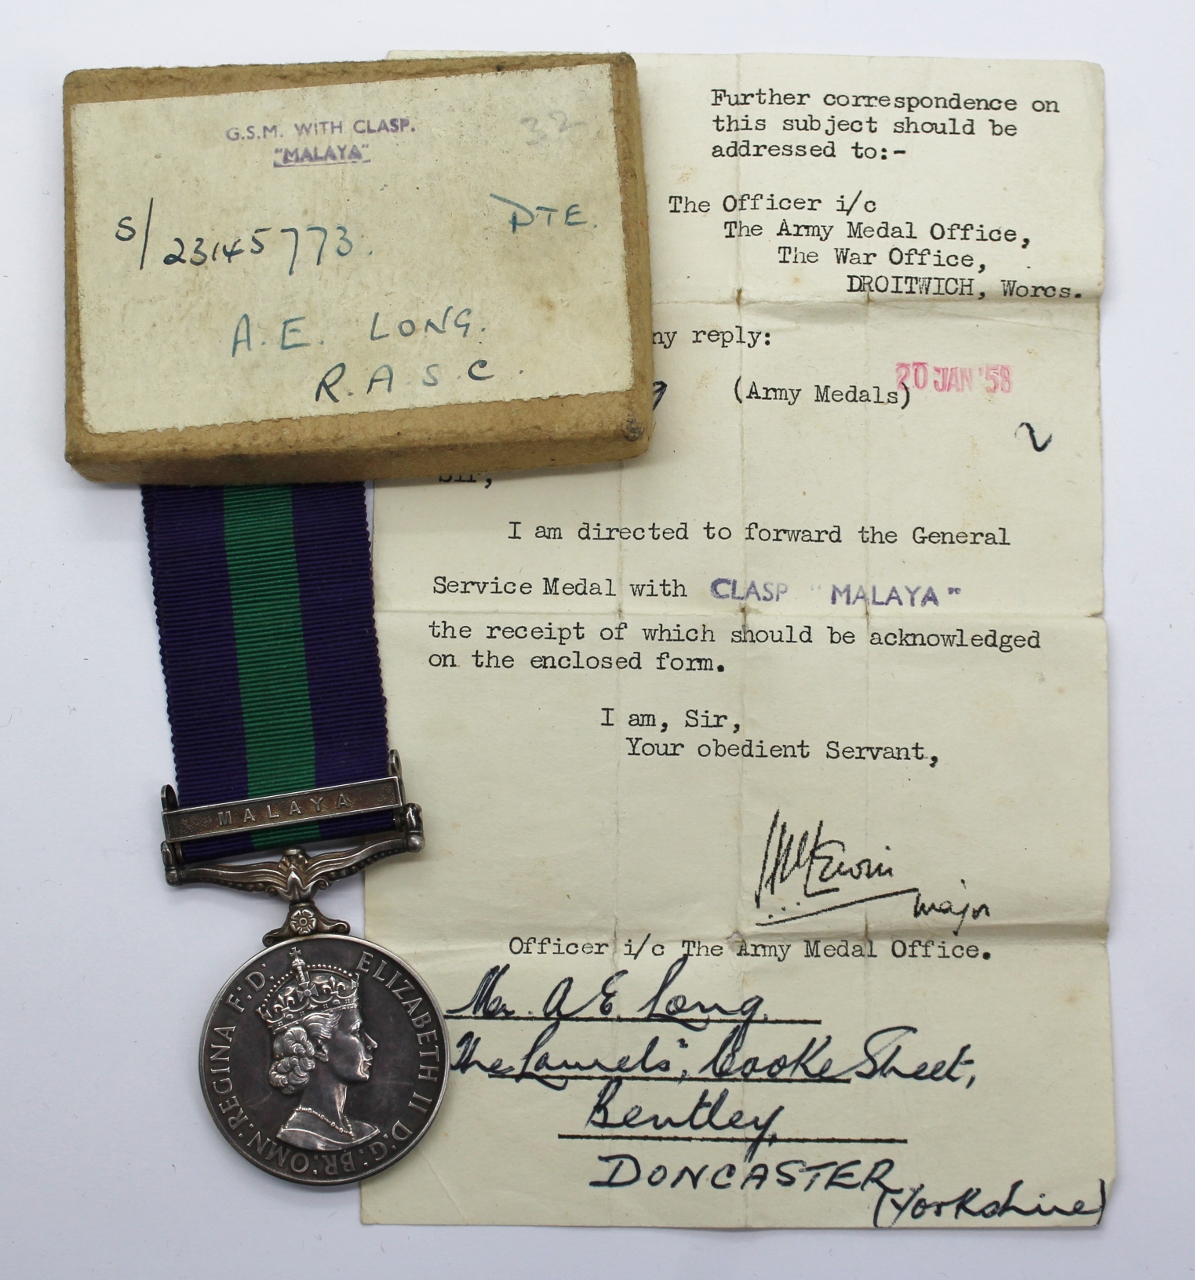 G.S.M. WITH CLASP.
"MALAYA"
32
S/23145773. PTE.
A.E. LONG.
R.A.S.C.
Further correspondence on
this subject should be
addressed to:-
The Officer i/c
The Army Medal Office,
The War Office,
DROITWICH, Worcs.
ny reply:
(Army Medals) 20 JAN '58
2
Sir,
I am directed to forward the General
Service Medal with CLASP "MALAYA"
the receipt of which should be acknowledged
on the enclosed form.
I am, Sir,
Your obedient Servant,
Major
Officer i/c The Army Medal Office.
Mr. A E. Long.
"The Laurels", Cooke Street,
Bentley,
DONCASTER
(Yorkshire)
MALAYA
ELIZABETH II D:G:BR:OMN:REGINA F:D: